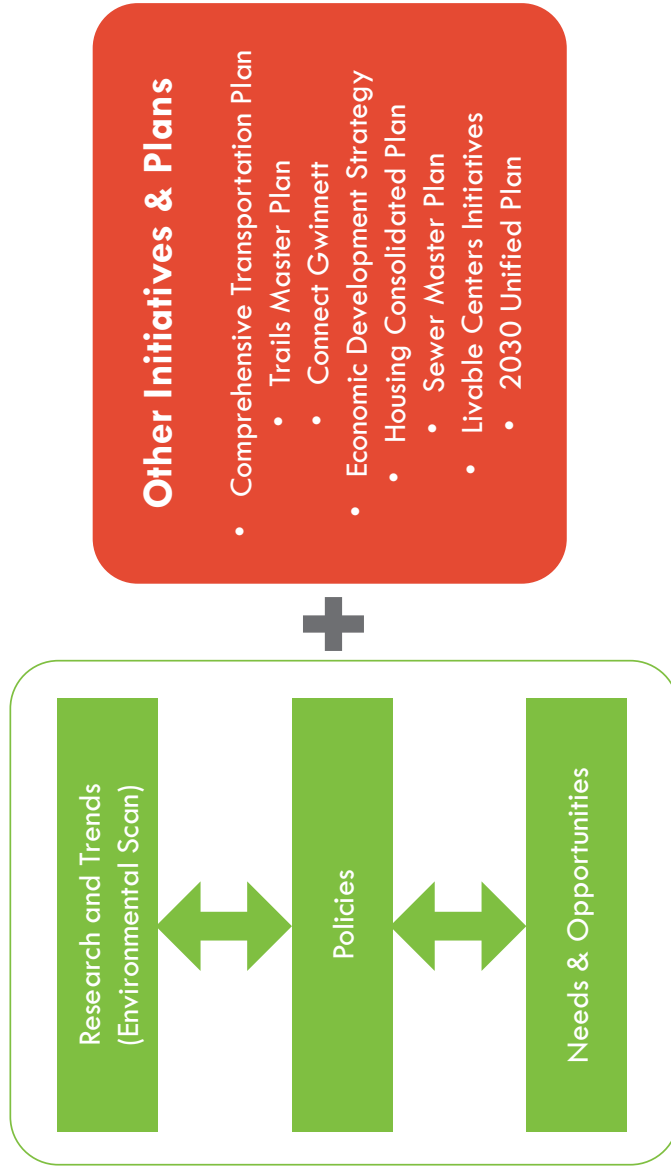 Research and Trends
(Environmental Scan)
Policies
Needs & Opportunities
Other Initiatives & Plans
• Comprehensive Transportation Plan
• Trails Master Plan
• Connect Gwinnett
• Economic Development Strategy
• Housing Consolidated Plan
• Sewer Master Plan
• Livable Centers Initiatives
• 2030 Unified Plan